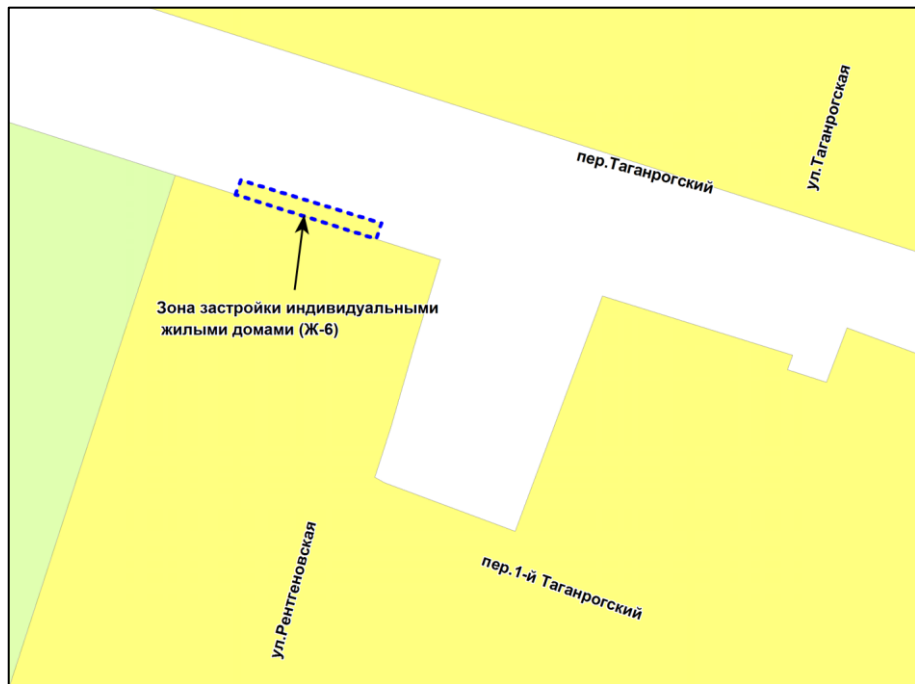 пер.Таганрогский
ул.Таганрогская
Зона застройки индивидуальными
жилыми домами (Ж-6)
ул.Рентгеновская
пер.1-й Таганрогский